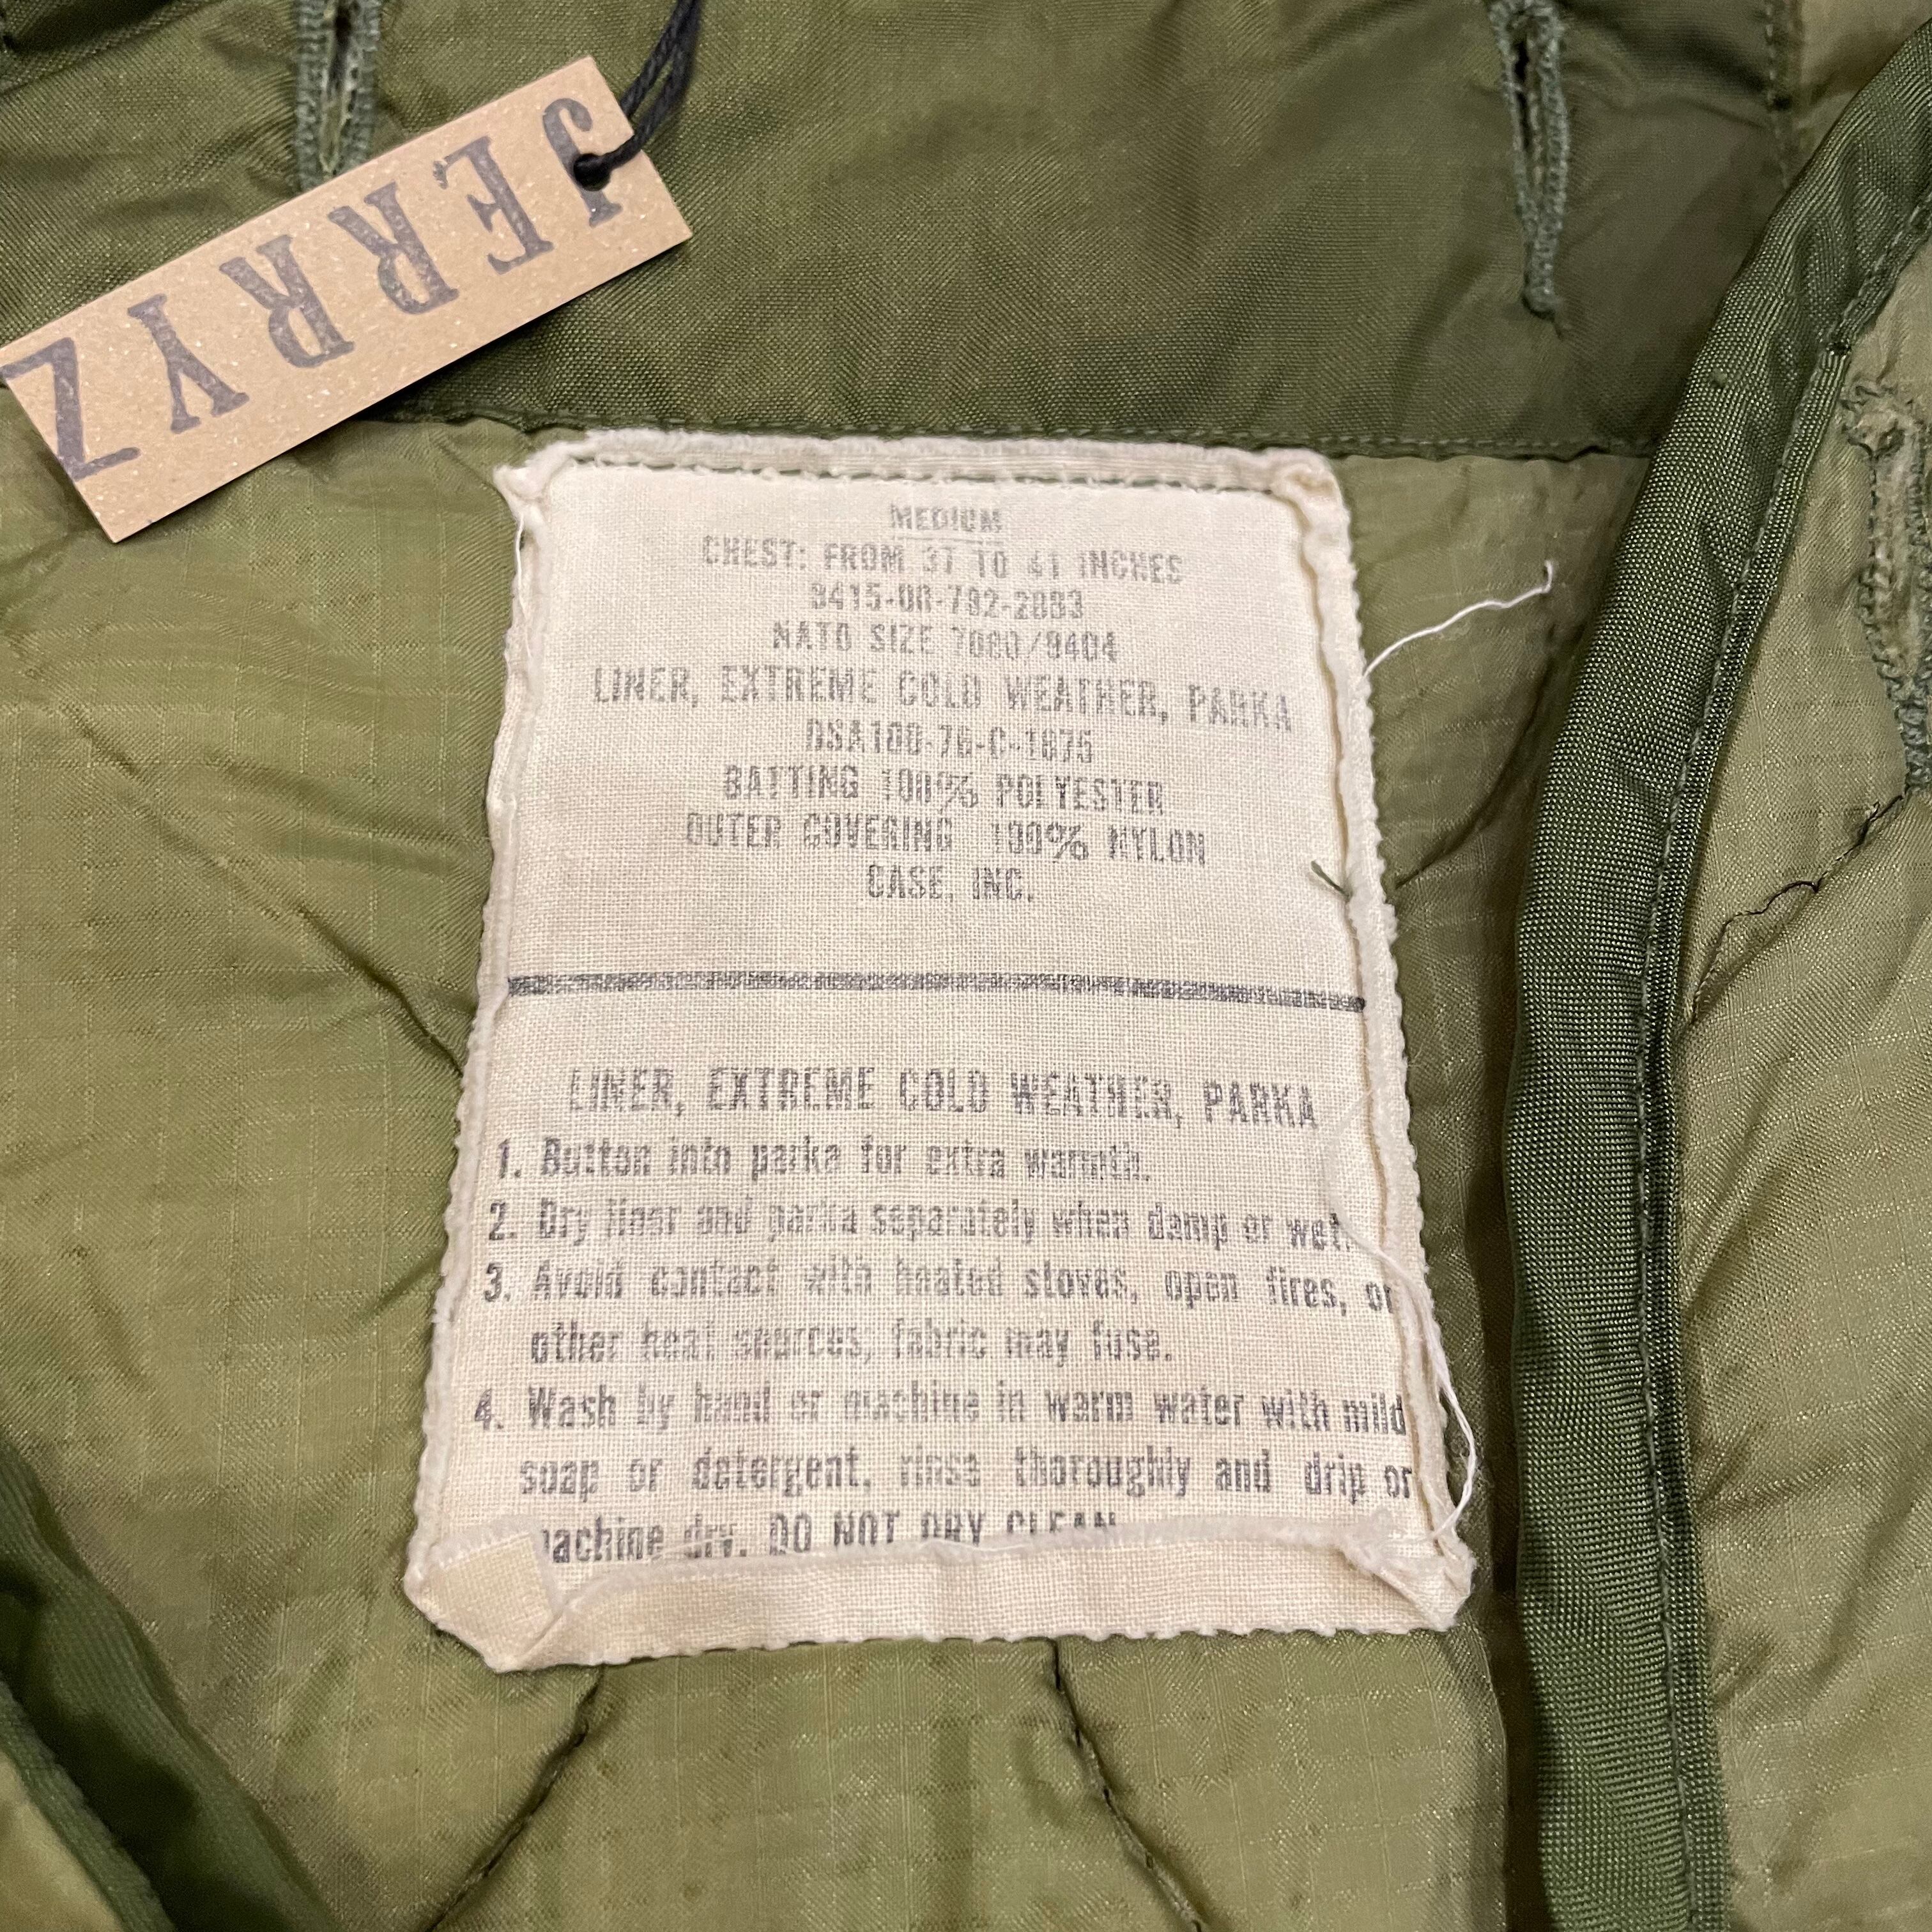 JERRYZ
MEDIUM
CHEST: FROM 37 TO 41 INCHES
8415-00-782-2883
NATO SIZE 7080/9404
LINER, EXTREME COLD WEATHER, PARKA
DSA100-76-C-1675
BATTING 100% POLYESTER
OUTER COVERING 100% NYLON
CASE, INC.
LINER, EXTREME COLD WEATHER, PARKA
1. Button into parka for extra warmth.
2. Dry liner and parka separately when damp or wet.
3. Avoid contact with heated stoves, open fires, or
other heat sources, fabric may fuse.
4. Wash by hand or machine in warm water with mild
soap or detergent, rinse thoroughly and drip or
machine dry. DO NOT DRY CLEAN